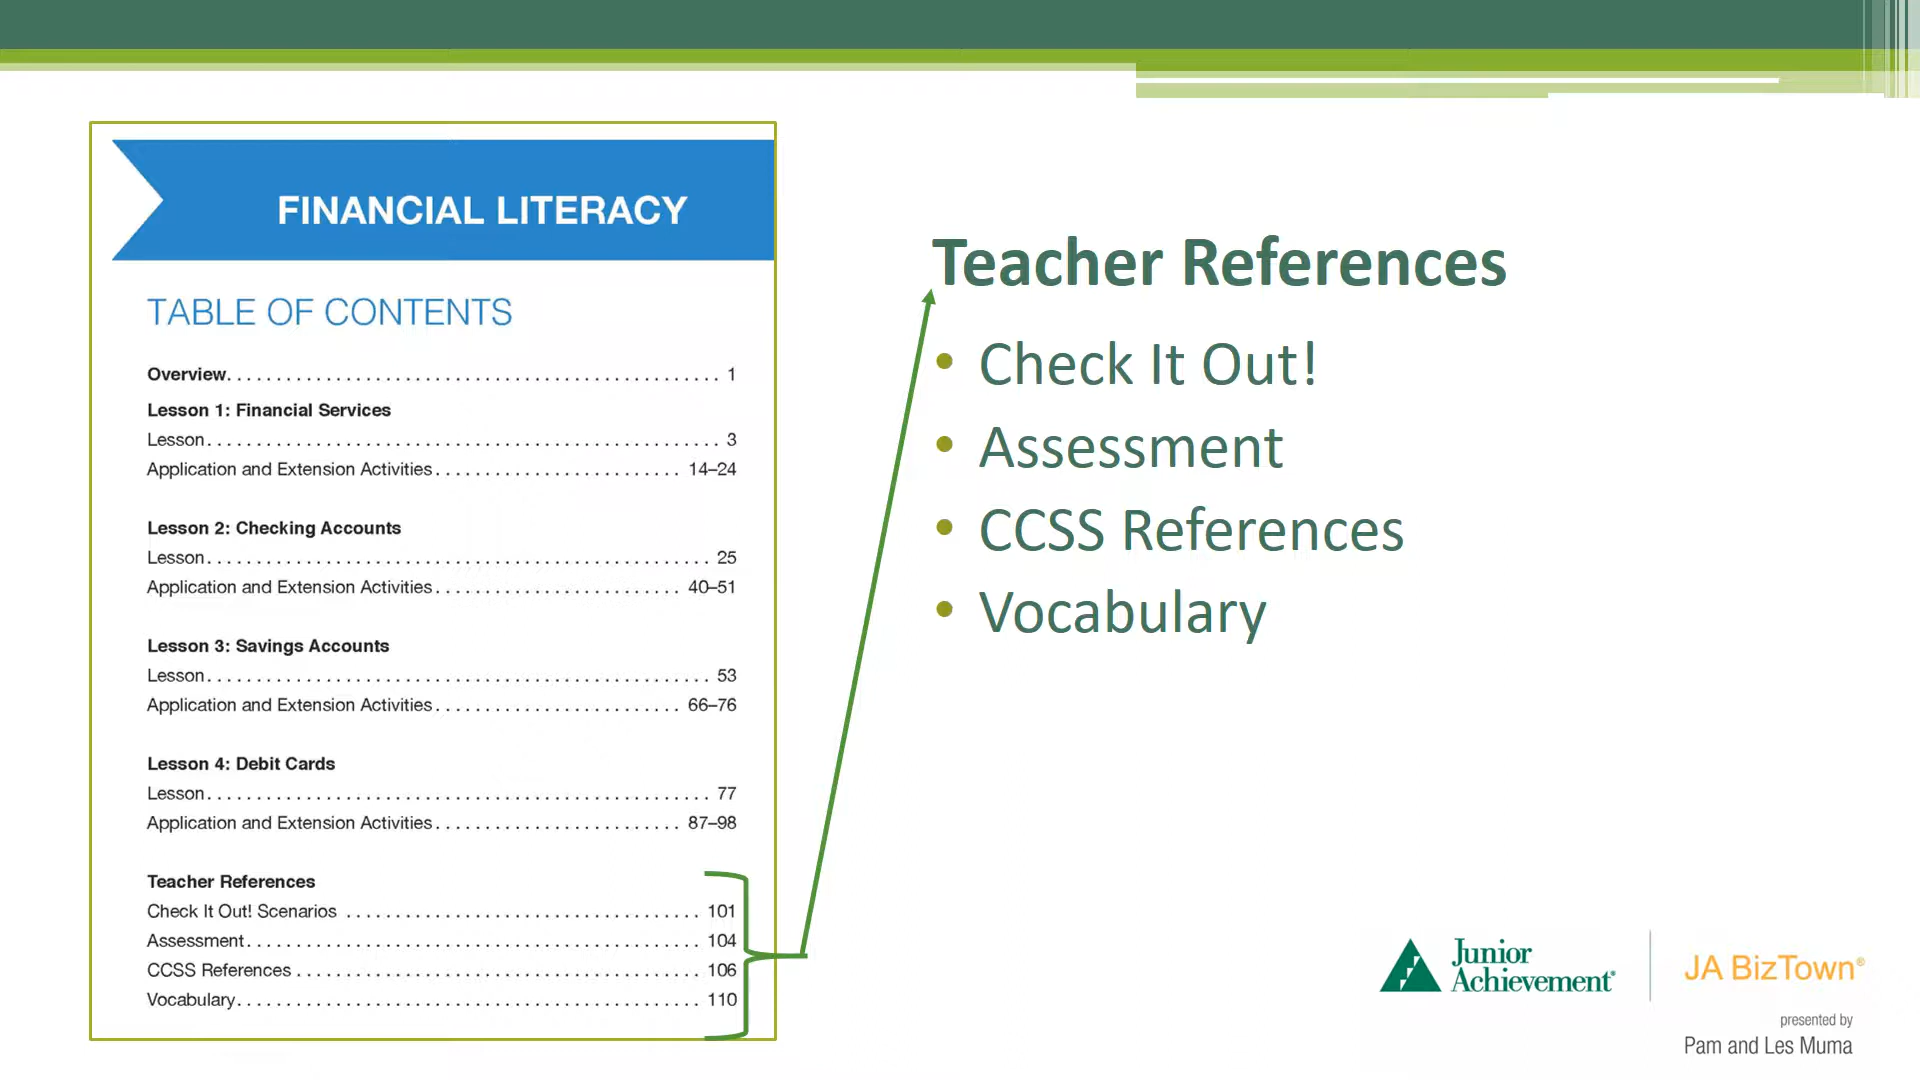 FINANCIAL LITERACY
TABLE OF CONTENTS
Overview. . . . . . . . . . . . . . . . . . . . . . . . . . . . . . . . . . . . . . . . . . . . . . . . . . 1
Lesson 1: Financial Services
Lesson. . . . . . . . . . . . . . . . . . . . . . . . . . . . . . . . . . . . . . . . . . . . . . . . . . . . 3
Application and Extension Activities. . . . . . . . . . . . . . . . . . . . . . . . . 14–24
Lesson 2: Checking Accounts
Lesson. . . . . . . . . . . . . . . . . . . . . . . . . . . . . . . . . . . . . . . . . . . . . . . . . . . 25
Application and Extension Activities. . . . . . . . . . . . . . . . . . . . . . . . . 40–51
Lesson 3: Savings Accounts
Lesson. . . . . . . . . . . . . . . . . . . . . . . . . . . . . . . . . . . . . . . . . . . . . . . . . . . 53
Application and Extension Activities. . . . . . . . . . . . . . . . . . . . . . . . . 66–76
Lesson 4: Debit Cards
Lesson. . . . . . . . . . . . . . . . . . . . . . . . . . . . . . . . . . . . . . . . . . . . . . . . . . . 77
Application and Extension Activities. . . . . . . . . . . . . . . . . . . . . . . . . 87–98
Teacher References
Check It Out! Scenarios . . . . . . . . . . . . . . . . . . . . . . . . . . . . . . . . . . . . 101
Assessment. . . . . . . . . . . . . . . . . . . . . . . . . . . . . . . . . . . . . . . . . . . . . . 104
CCSS References . . . . . . . . . . . . . . . . . . . . . . . . . . . . . . . . . . . . . . . . . 106
Vocabulary. . . . . . . . . . . . . . . . . . . . . . . . . . . . . . . . . . . . . . . . . . . . . . . 110
Teacher References
• Check It Out!
• Assessment
• CCSS References
• Vocabulary
Junior
Achievement®
JA BizTown®
presented by
Pam and Les Muma